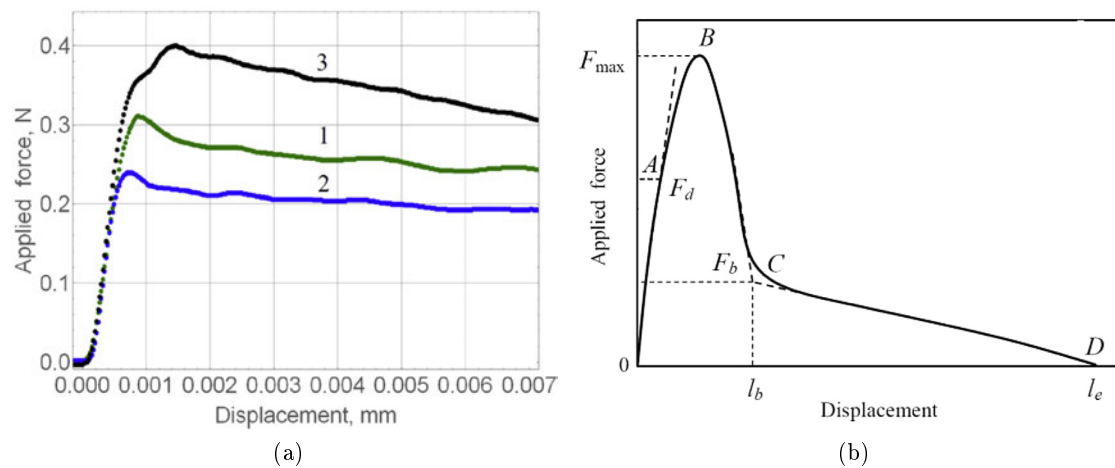 0.4
0.3
0.2
0.1
0.0
Applied force, N
3
1
2
0.000 0.001 0.002 0.003 0.004 0.005 0.006 0.007
Displacement, mm
(a)
B
F_max
A
F_d
F_b
C
D
0
Applied force
l_b
l_e
Displacement
(b)